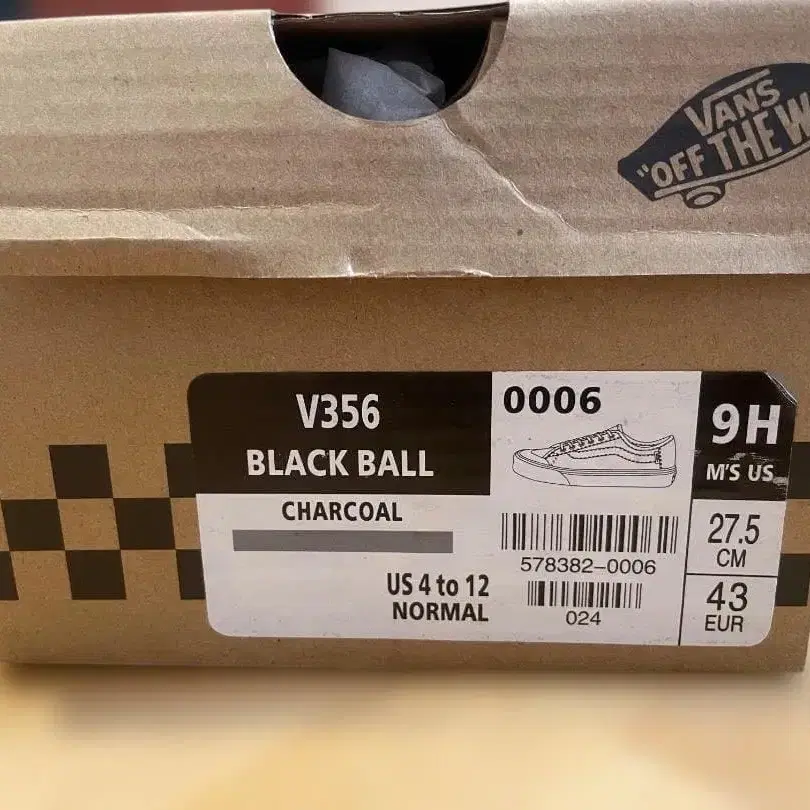 VANS
"OFF THE W
V356
BLACK BALL
CHARCOAL
US 4 to 12
NORMAL
0006
578382-0006
024
9H
M'S US
27.5
CM
43
EUR